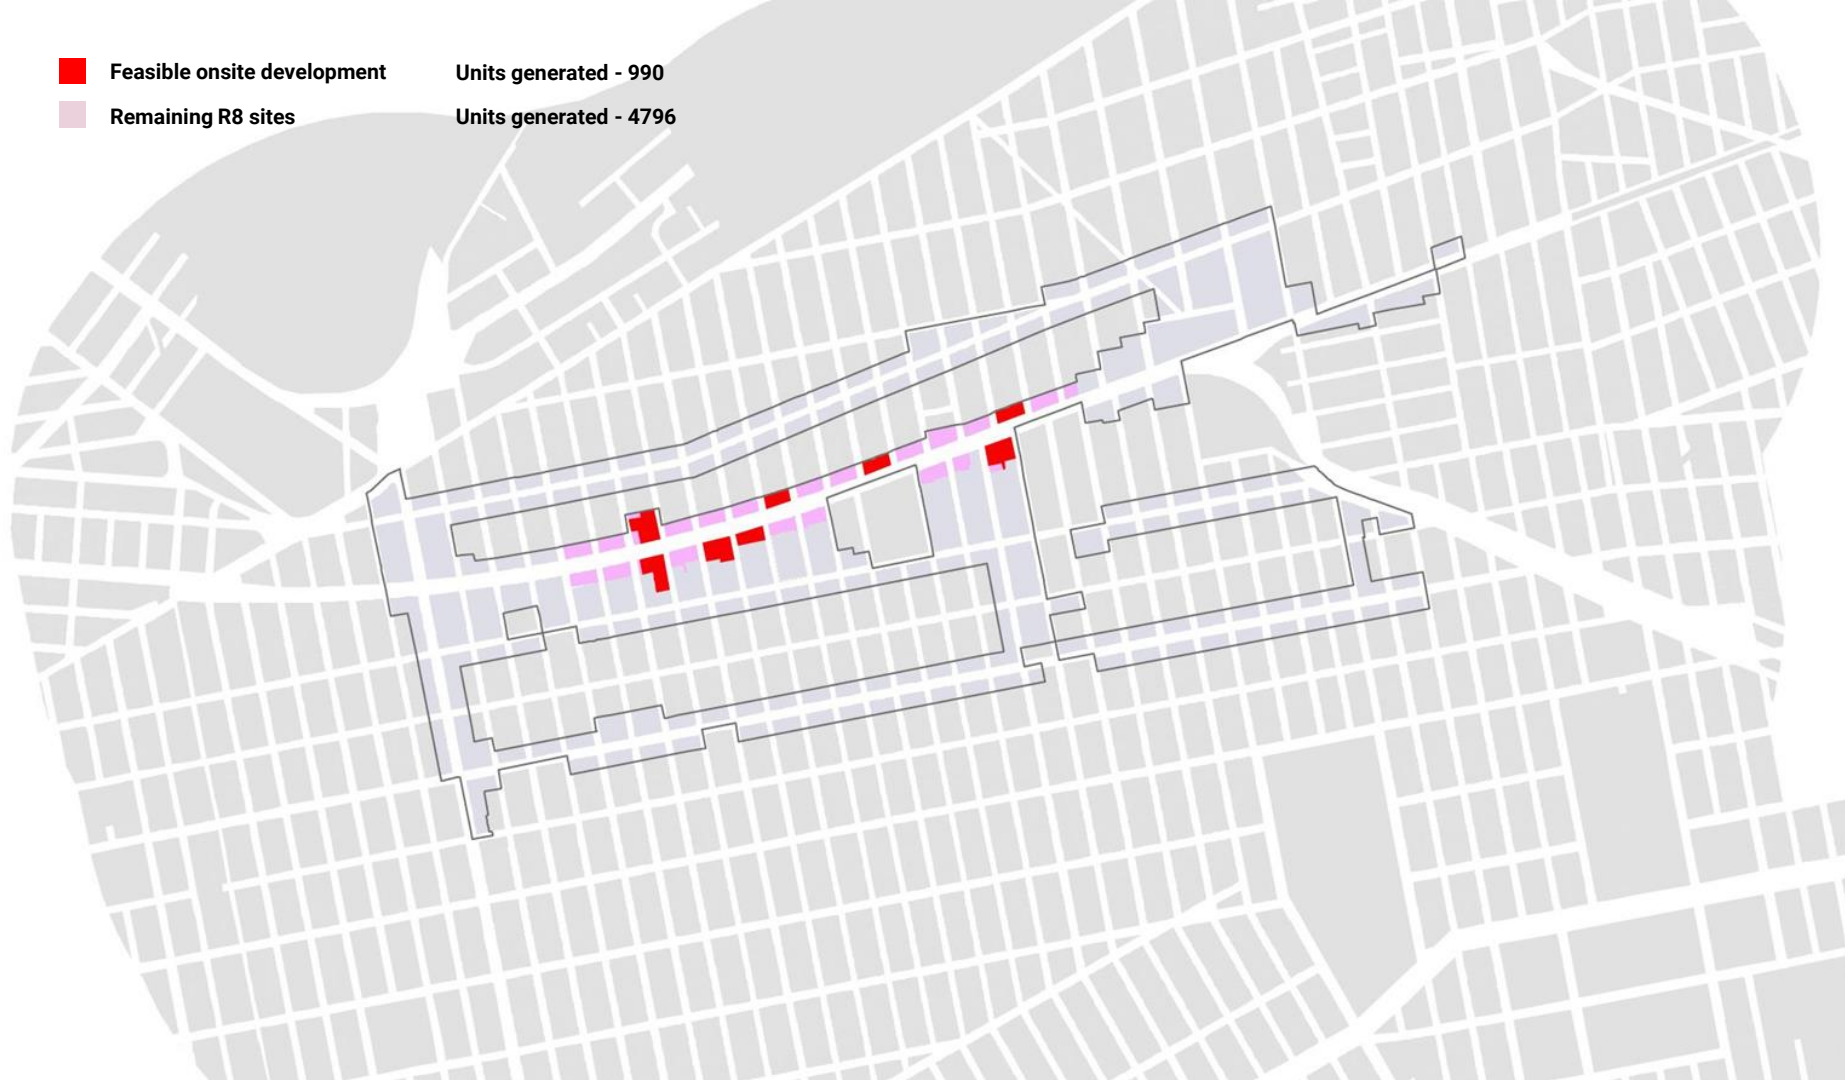 Feasible onsite development Units generated - 990
Remaining R8 sites Units generated - 4796